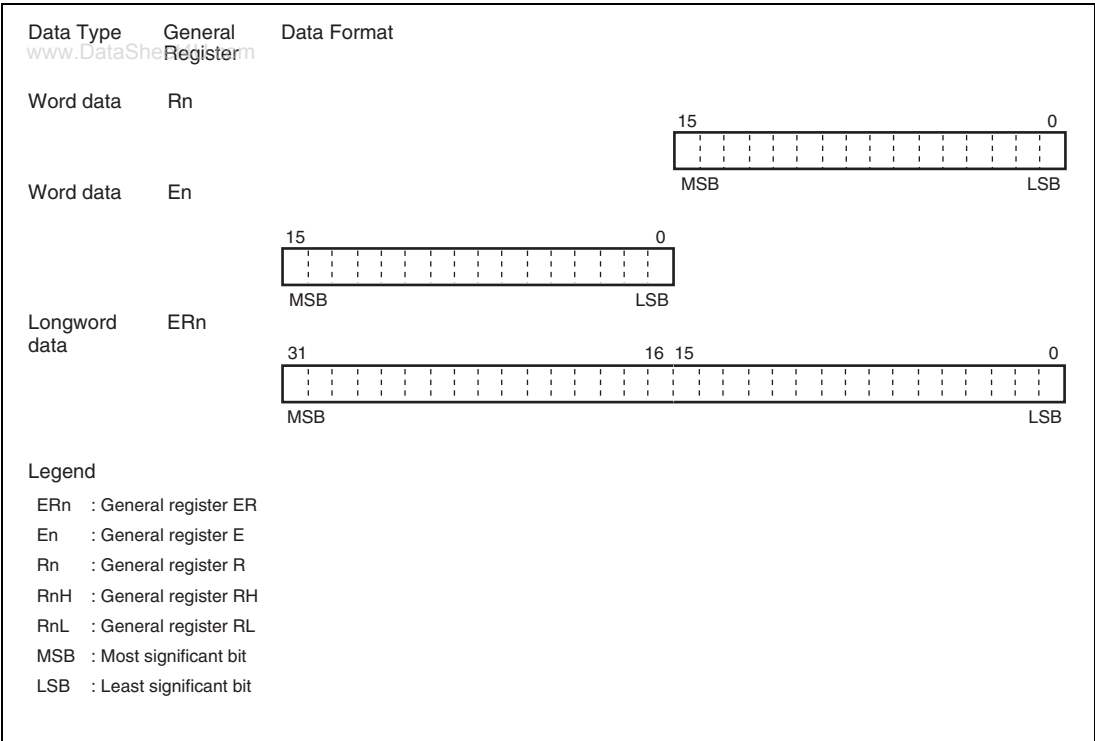 Data Type General Register Data Format
www.DataSheet4U.com
Word data Rn
15 0
MSB LSB
Word data En
15 0
MSB LSB
Longword data ERn
31 16 15 0
MSB LSB
Legend
ERn : General register ER
En : General register E
Rn : General register R
RnH : General register RH
RnL : General register RL
MSB : Most significant bit
LSB : Least significant bit